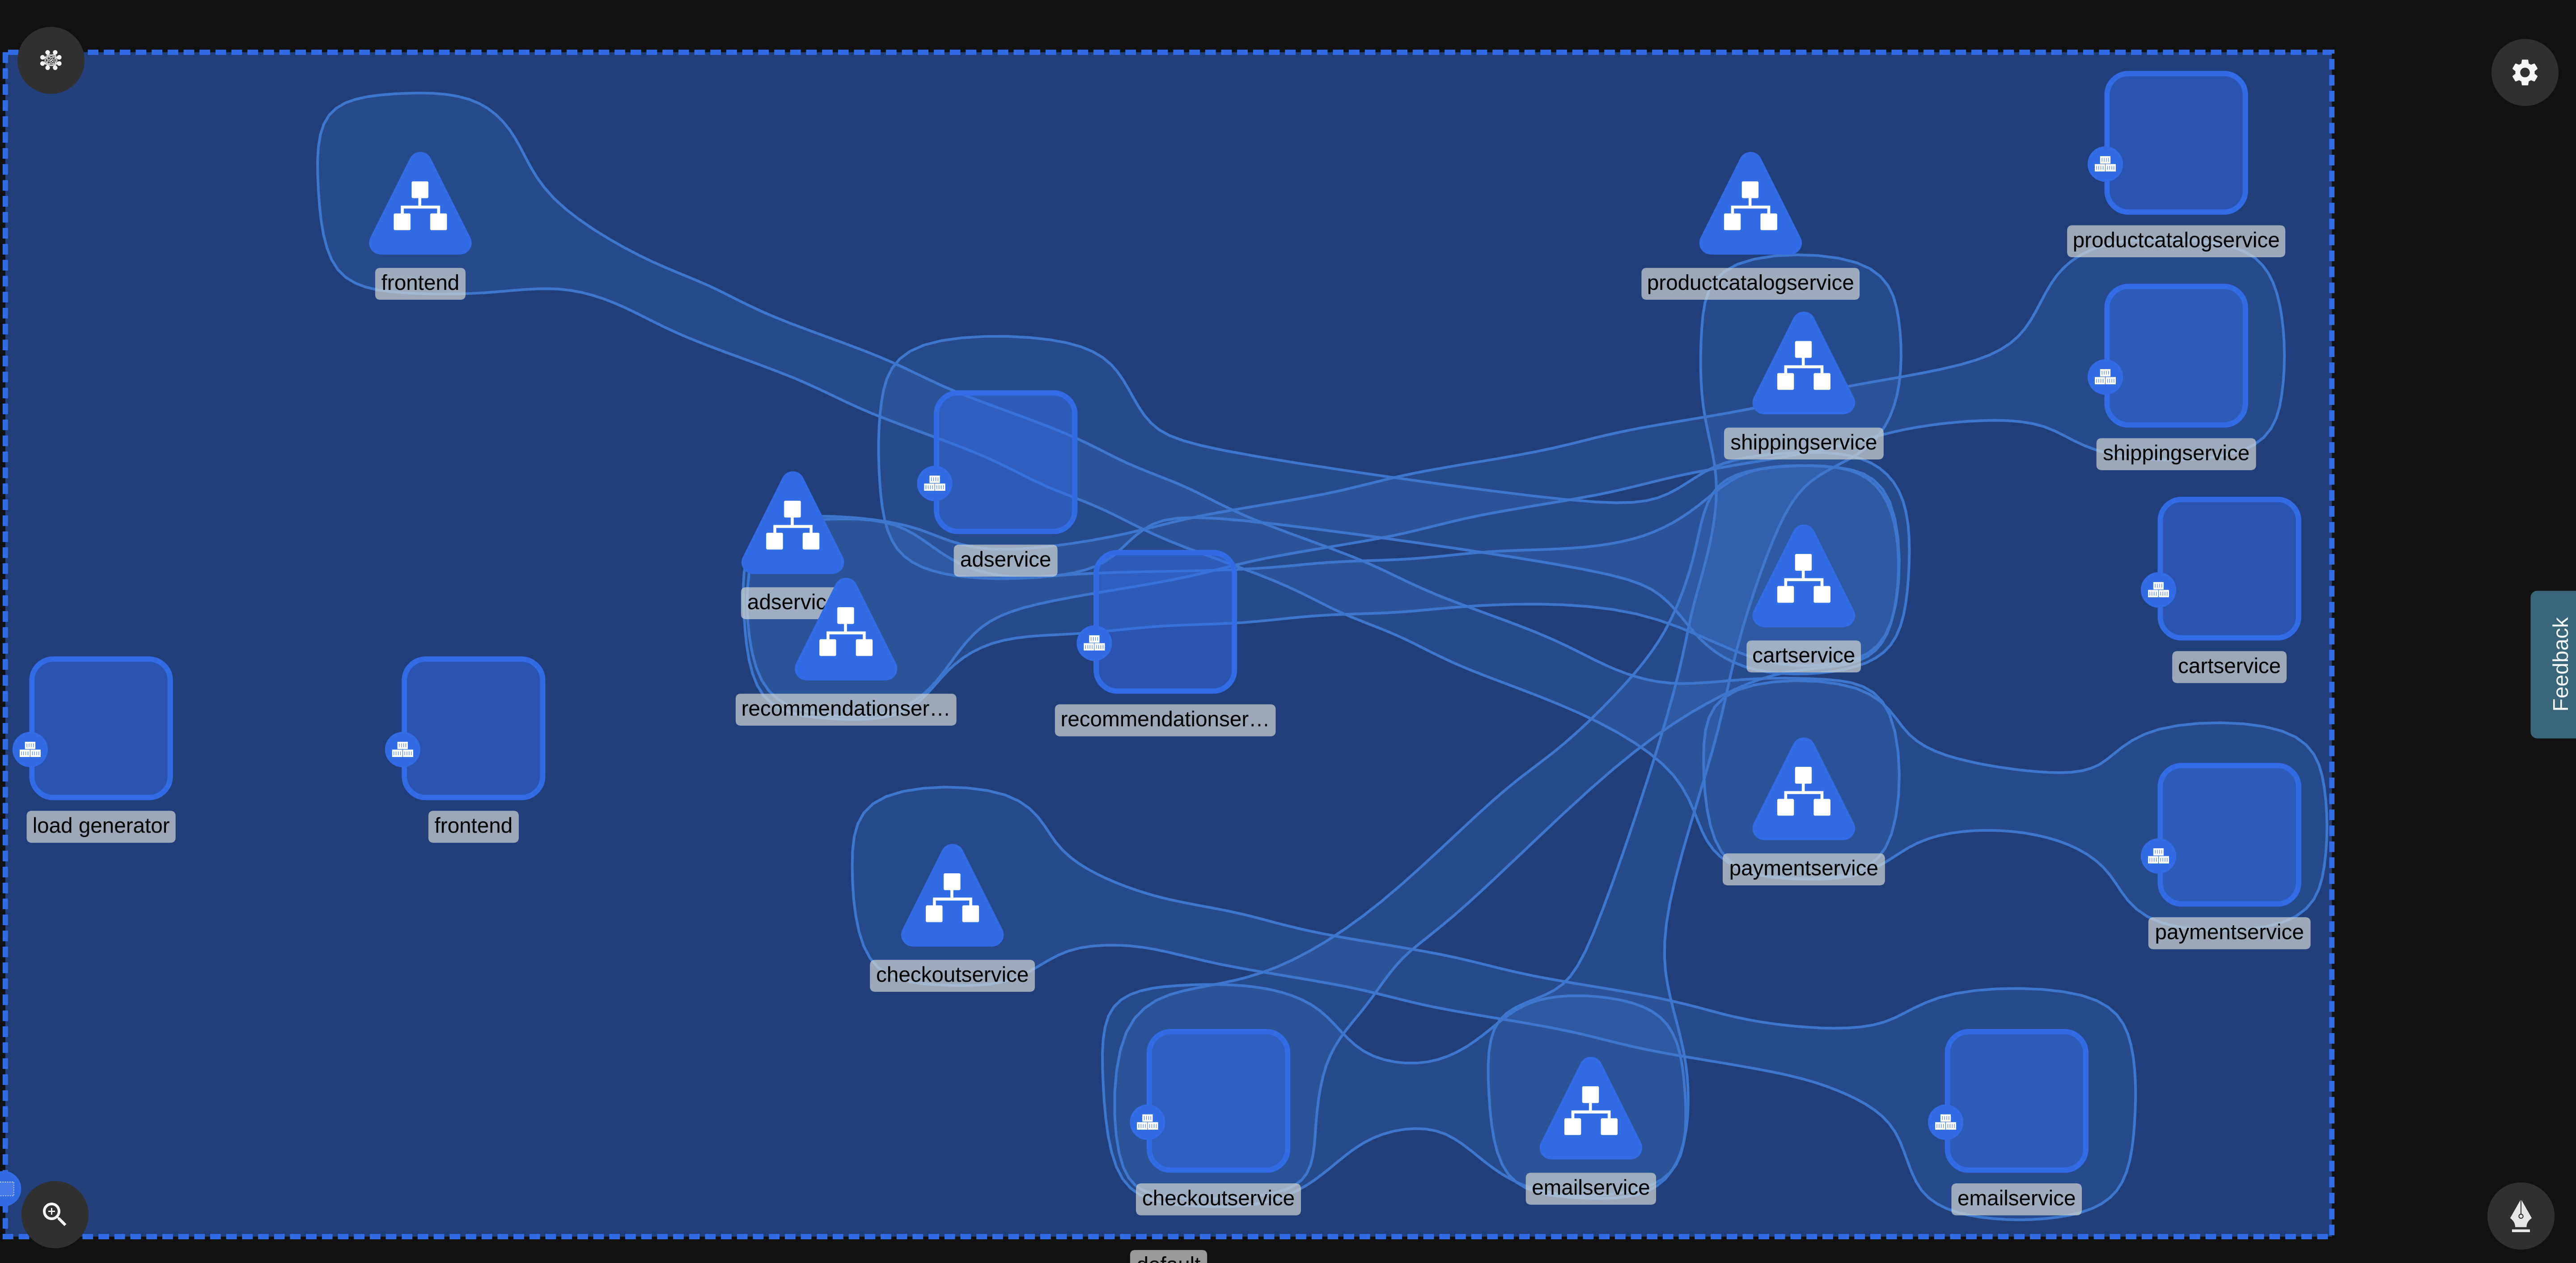 productcatalogservice
frontend
productcatalogservice
shippingservice
shippingservice
adservice
adservic
cartservice
cartservice
recommendationser…
recommendationser…
Feedback
load generator
frontend
paymentservice
paymentservice
checkoutservice
checkoutservice
emailservice
emailservice
default